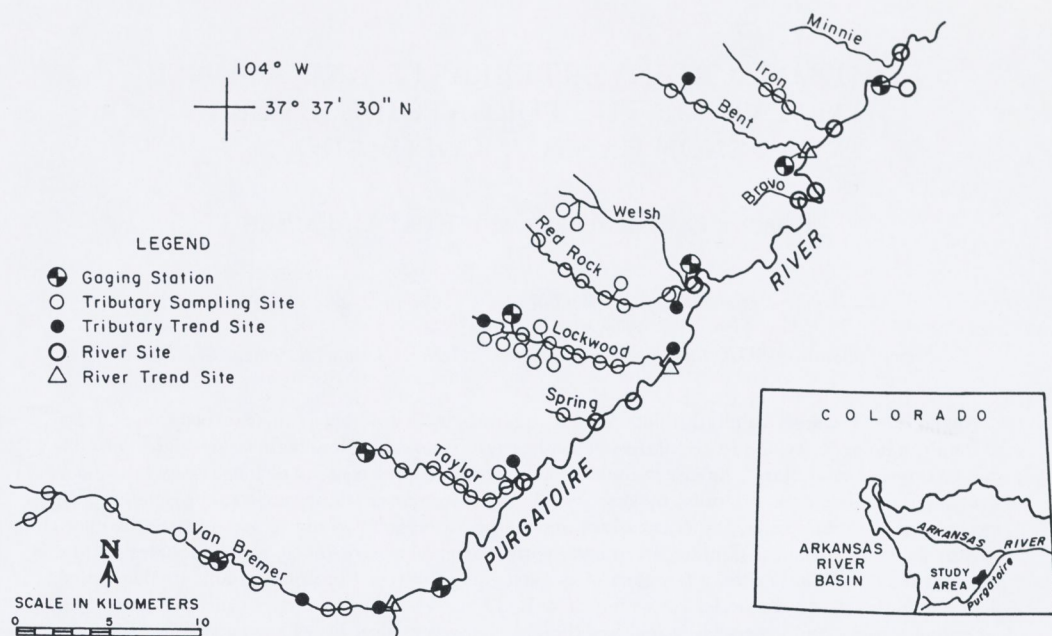 Minnie
104° W
37° 37' 30" N
Iron
Bent
Bravo
Welsh
Red Rock
RIVER
LEGEND
Gaging Station
Tributary Sampling Site
Tributary Trend Site
River Site
River Trend Site
Lockwood
Spring
Taylor
PURGATOIRE
Van Bremer
N
SCALE IN KILOMETERS
0 5 10
COLORADO
ARKANSAS RIVER
ARKANSAS
RIVER
BASIN
STUDY
AREA
Purgatoire